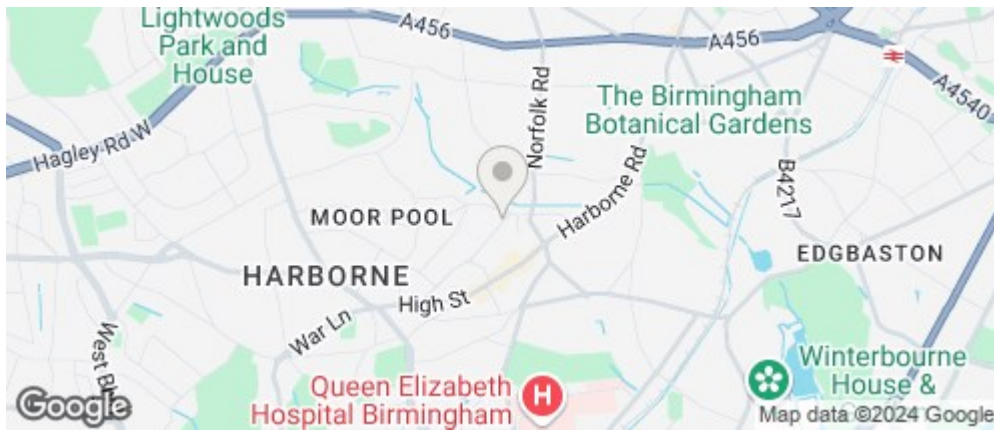 Lightwoods
Park and
House
A456
A456
A4540
Hagley Rd W
Norfolk Rd
The Birmingham
Botanical Gardens
Harborne Rd
B4217
MOOR POOL
EDGBASTON
HARBORNE
High St
War Ln
West Blvd
Queen Elizabeth
Hospital Birmingham
H
Winterbourne
House &
Google
Map data ©2024 Google